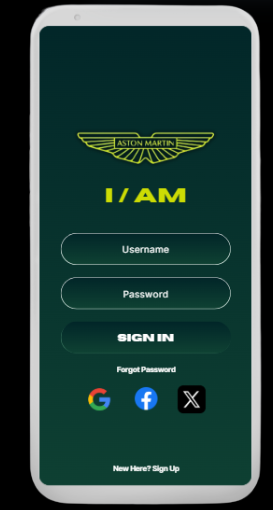 ASTON MARTIN
I / AM
Username
Password
SIGN IN
Forgot Password
New Here? Sign Up